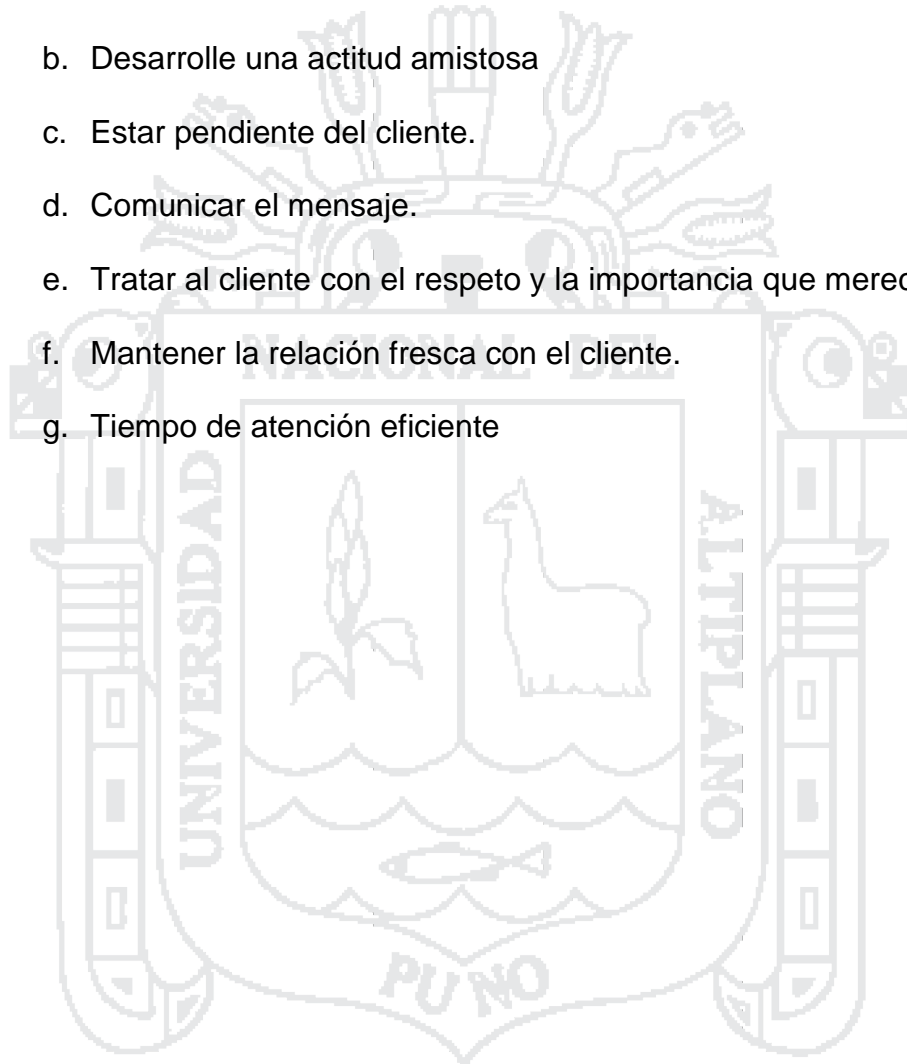 b. Desarrolle una actitud amistosa
c. Estar pendiente del cliente.
d. Comunicar el mensaje.
e. Tratar al cliente con el respeto y la importancia que
f. Mantener la relación fresca con el cliente.
g. Tiempo de atención eficiente
NACIONAL DEL
UNIVERSIDAD
ALTIPLANO
PUNO